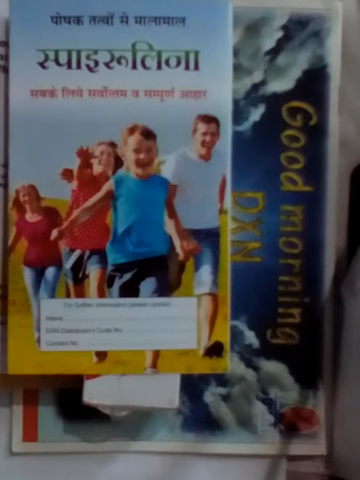 पोषक तत्वों से मालामाल
स्पाइरूलिना
सबके लिये सर्वोत्तम व सम्पूर्ण आहार
For further information please contact
Name
DXN Distributor's Code No.
Contact No.
Good morning
DXN